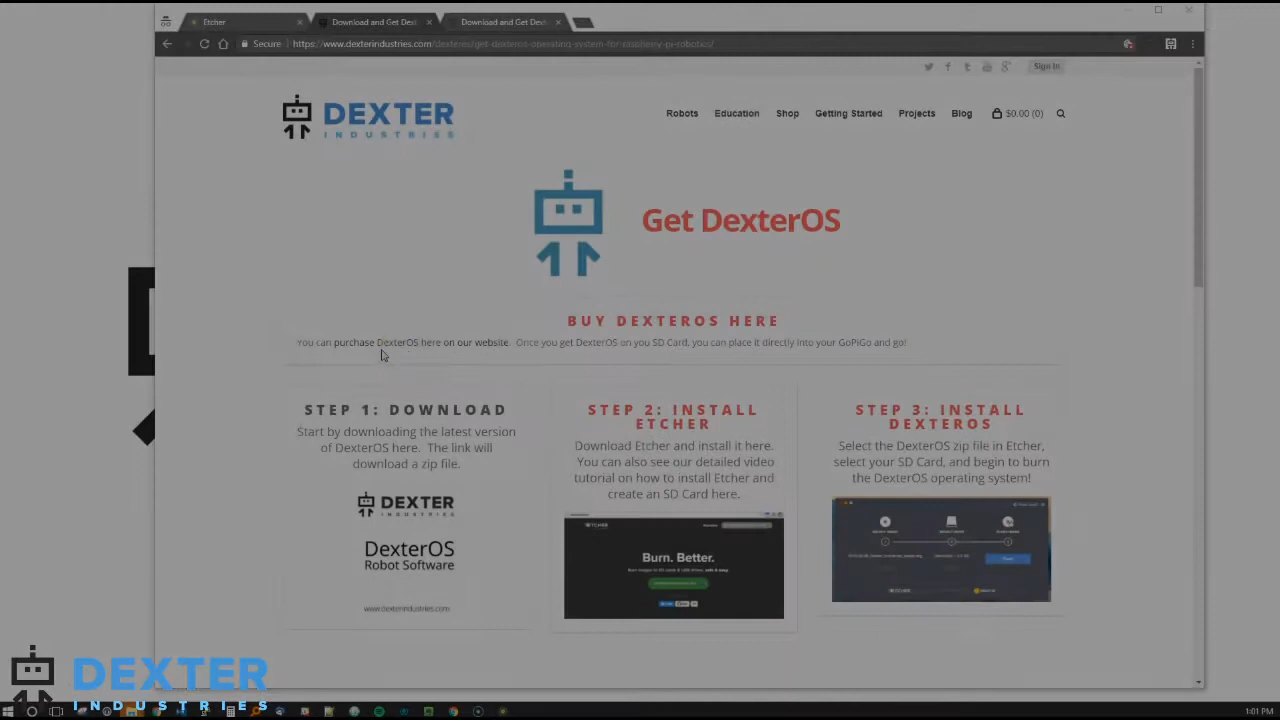 Etcher
Download and Get Dext
Download and Get Dext
Secure
https://www.dexterindustries.com/dexteros/get-dexteros-operating-system-for-raspberry-pi-robotics/
Sign In
DEXTER
INDUSTRIES
Robots
Education
Shop
Getting Started
Projects
Blog
$0.00 (0)
Get DexterOS
BUY DEXTEROS HERE
You can purchase DexterOS here on our website. Once you get DexterOS on you SD Card, you can place it directly into your GoPiGo and go!
STEP 1: DOWNLOAD
Start by downloading the latest version
of DexterOS here. The link will
download a zip file.
DEXTER
INDUSTRIES
DexterOS
Robot Software
www.dexterindustries.com
STEP 2: INSTALL
ETCHER
Download Etcher and install it here.
You can also see our detailed video
tutorial on how to install Etcher and
create an SD Card here.
ETCHER
Burn. Better.
STEP 3: INSTALL
DEXTEROS
Select the DexterOS zip file in Etcher,
select your SD Card, and begin to burn
the DexterOS operating system!
DEXTER
INDUSTRIES
1:01 PM